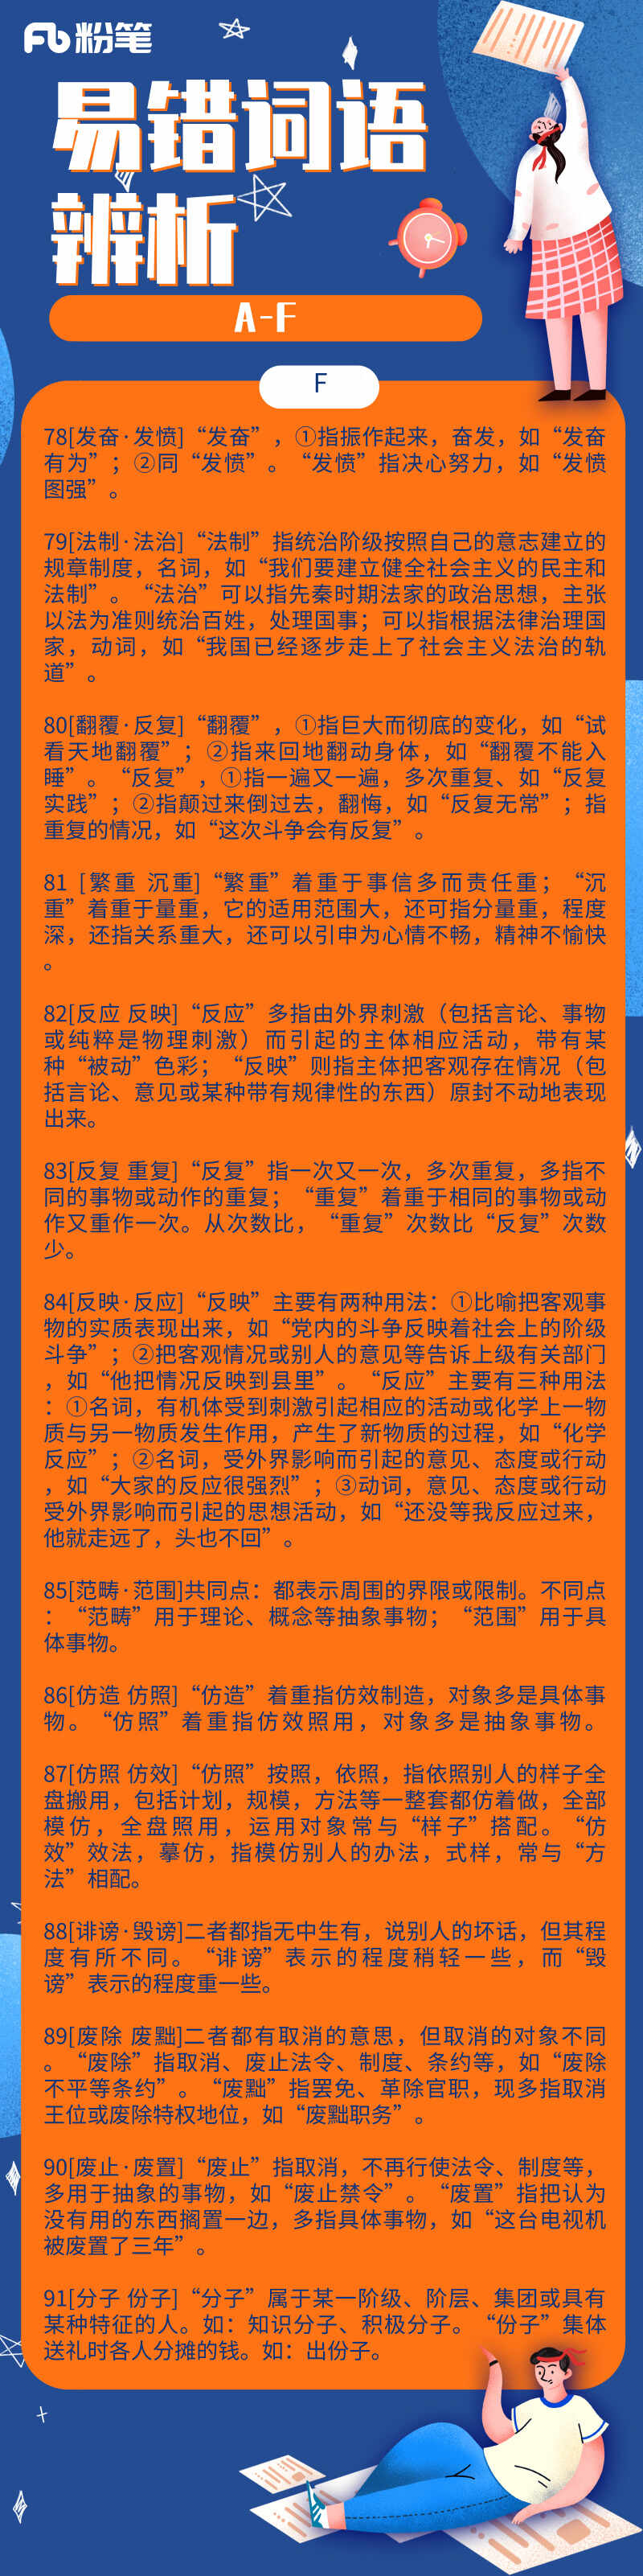 粉笔
易错词语
辨析
A-F
F
78[发奋·发愤]“发奋”，①指振作起来，奋发，如“发奋
有为”；②同“发愤”。“发愤”指决心努力，如“发愤
图强”。
79[法制·法治]“法制”指统治阶级按照自己的意志建立的
规章制度，名词，如“我们要建立健全社会主义的民主和
法制”。“法治”可以指先秦时期法家的政治思想，主张
以法为准则统治百姓，处理国事；可以指根据法律治理国
家，动词，如“我国已经逐步走上了社会主义法治的轨
道”。
80[翻覆·反复]“翻覆”，①指巨大而彻底的变化，如“试
看天地翻覆”；②指来回地翻动身体，如“翻覆不能入
睡”。“反复”，①指一遍又一遍，多次重复、如“反复
实践”；②指颠过来倒过去，翻悔，如“反复无常”；指
重复的情况，如“这次斗争会有反复”。
81 [繁重 沉重]“繁重”着重于事信多而责任重；“沉
重”着重于量重，它的适用范围大，还可指分量重，程度
深，还指关系重大，还可以引申为心情不畅，精神不愉快
。
82[反应 反映]“反应”多指由外界刺激（包括言论、事物
或纯粹是物理刺激）而引起的主体相应活动，带有某
种“被动”色彩；“反映”则指主体把客观存在情况（包
括言论、意见或某种带有规律性的东西）原封不动地表现
出来。
83[反复 重复]“反复”指一次又一次，多次重复，多指不
同的事物或动作的重复；“重复”着重于相同的事物或动
作又重作一次。从次数比，“重复”次数比“反复”次数
少。
84[反映·反应]“反映”主要有两种用法：①比喻把客观事
物的实质表现出来，如“党内的斗争反映着社会上的阶级
斗争”；②把客观情况或别人的意见等告诉上级有关部门
，如“他把情况反映到县里”。“反应”主要有三种用法
：①名词，有机体受到刺激引起相应的活动或化学上一物
质与另一物质发生作用，产生了新物质的过程，如“化学
反应”；②名词，受外界影响而引起的意见、态度或行动
，如“大家的反应很强烈”；③动词，意见、态度或行动
受外界影响而引起的思想活动，如“还没等我反应过来，
他就走远了，头也不回”。
85[范畴·范围]共同点：都表示周围的界限或限制。不同点
：“范畴”用于理论、概念等抽象事物；“范围”用于具
体事物。
86[仿造 仿照]“仿造”着重指仿效制造，对象多是具体事
物。“仿照”着重指仿效照用，对象多是抽象事物。
87[仿照 仿效]“仿照”按照，依照，指依照别人的样子全
盘搬用，包括计划，规模，方法等一整套都仿着做，全部
模仿，全盘照用，运用对象常与“样子”搭配。“仿
效”效法，摹仿，指模仿别人的办法，式样，常与“方
法”相配。
88[诽谤·毁谤]二者都指无中生有，说别人的坏话，但其程
度有所不同。“诽谤”表示的程度稍轻一些，而“毁
谤”表示的程度重一些。
89[废除 废黜]二者都有取消的意思，但取消的对象不同
。“废除”指取消、废止法令、制度、条约等，如“废除
不平等条约”。“废黜”指罢免、革除官职，现多指取消
王位或废除特权地位，如“废黜职务”。
90[废止·废置]“废止”指取消，不再行使法令、制度等，
多用于抽象的事物，如“废止禁令”。“废置”指把认为
没有用的东西搁置一边，多指具体事物，如“这台电视机
被废置了三年”。
91[分子 份子]“分子”属于某一阶级、阶层、集团或具有
某种特征的人。如：知识分子、积极分子。“份子”集体
送礼时各人分摊的钱。如：出份子。